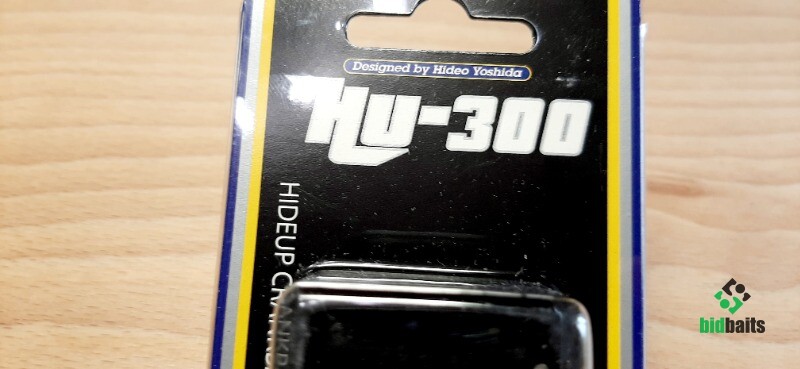 Designed by Hideo Yoshida
HU-300
HIDEUP
bidbaits